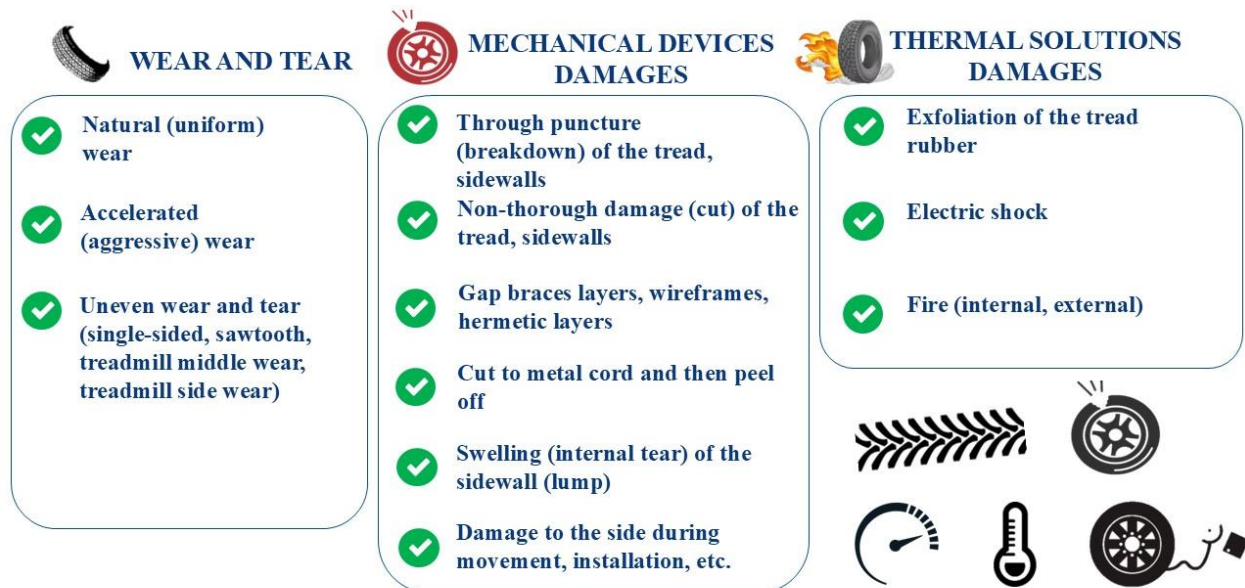 WEAR AND TEAR
Natural (uniform)
wear
Accelerated
(aggressive) wear
Uneven wear and tear
(single-sided, sawtooth,
treadmill middle wear,
treadmill side wear)
MECHANICAL DEVICES
DAMAGES
Through puncture
(breakdown) of the tread,
sidewalls
Non-thorough damage (cut) of the
tread, sidewalls
Gap braces layers, wireframes,
hermetic layers
Cut to metal cord and then peel
off
Swelling (internal tear) of the
sidewall (lump)
Damage to the side during
movement, installation, etc.
THERMAL SOLUTIONS
DAMAGES
Exfoliation of the tread
rubber
Electric shock
Fire (internal, external)